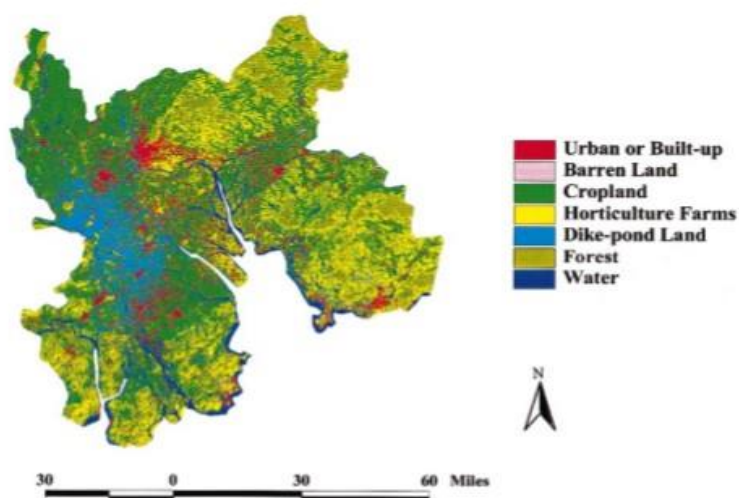 Urban or Built-up
Barren Land
Cropland
Horticulture Farms
Dike-pond Land
Forest
Water
N
30 0 30 60 Miles